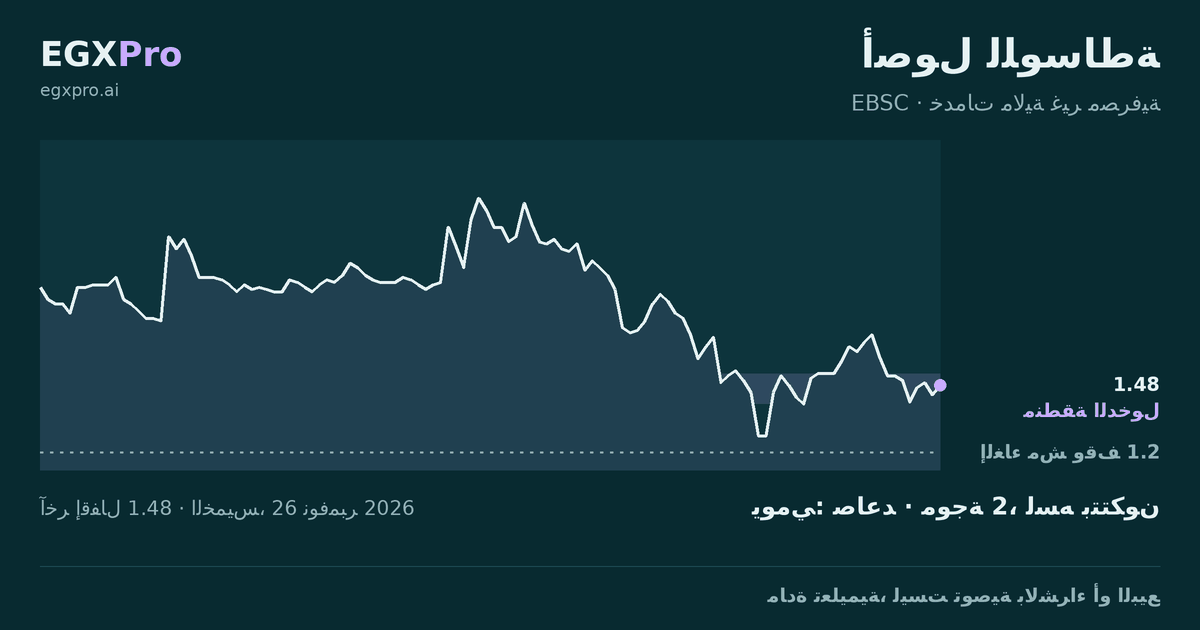 EGXPro
egxpro.ai
أصول الوساطة
EBSC · خدمات مالية غير مصرفية
1.48
منطقة الدخول
إلغاء مش وقف 1.2
آخر إقفال 1.48 · الخميس، 26 نوفمبر 2026
يومي: صاعد · موجة 2، لسه بتتكون
مادة تعليمية، ليست توصية بالشراء أو البيع